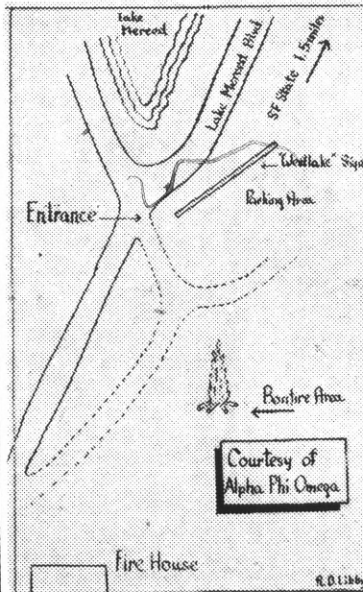 Lake
Merced
Lake Merced Blvd
SF State 1.5 miles
"Westlake" Sign
Parking Area
Entrance
Bonfire Area
Courtesy of
Alpha Phi Omega
Fire House
R.D.Libby